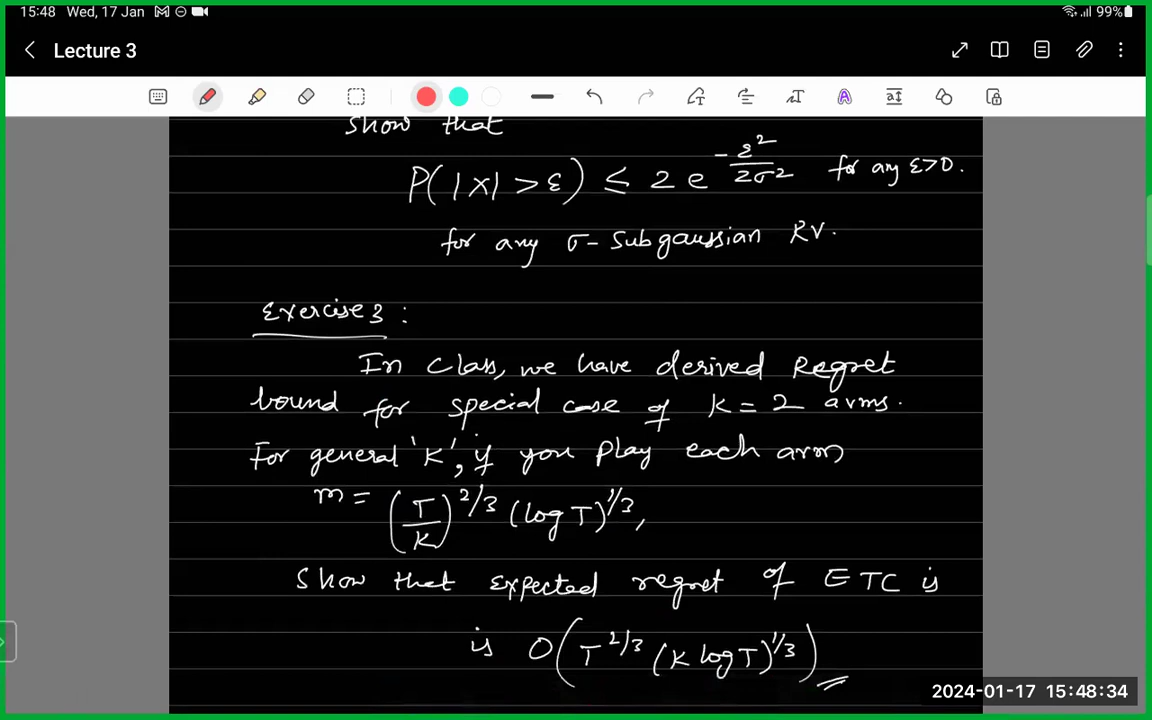 15:48 Wed, 17 Jan
99%
Lecture 3
Show that
P(|X| > ε) ≤ 2 e^{-ε²/2σ²} for any ε>0.
for any σ- Subgaussian RV.
Exercise 3 :
In Class, we have derived Regret
bound for special case of K = 2 arms.
For general 'K', if you Play each arm
m = (T/K)^{2/3} (log T)^{1/3},
Show that expected regret of ETC is
is O(T^{2/3} (K log T)^{1/3})
2024-01-17 15:48:34